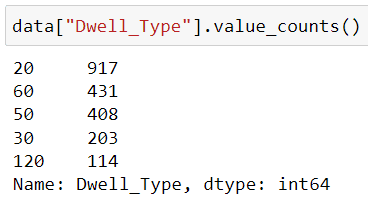 data["Dwell_Type"].value_counts()
20 917
60 431
50 408
30 203
120 114
Name: Dwell_Type, dtype: int64